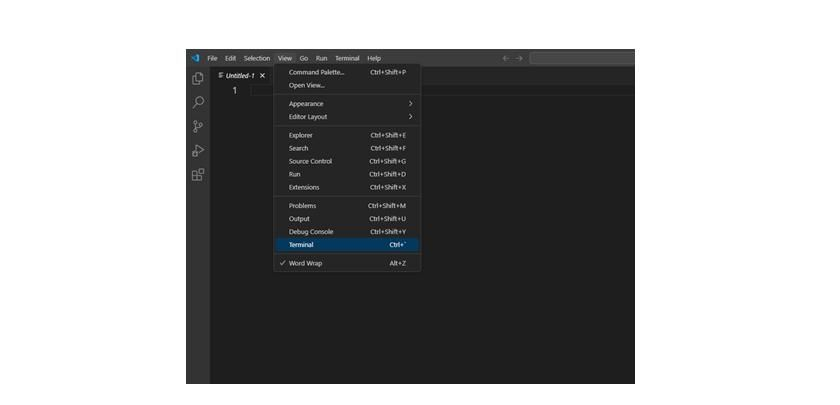 File Edit Selection View Go Run Terminal Help
Untitled-1
1
Command Palette... Ctrl+Shift+P
Open View...
Appearance
Editor Layout
Explorer Ctrl+Shift+E
Search Ctrl+Shift+F
Source Control Ctrl+Shift+G
Run Ctrl+Shift+D
Extensions Ctrl+Shift+X
Problems Ctrl+Shift+M
Output Ctrl+Shift+U
Debug Console Ctrl+Shift+Y
Terminal Ctrl+`
Word Wrap Alt+Z